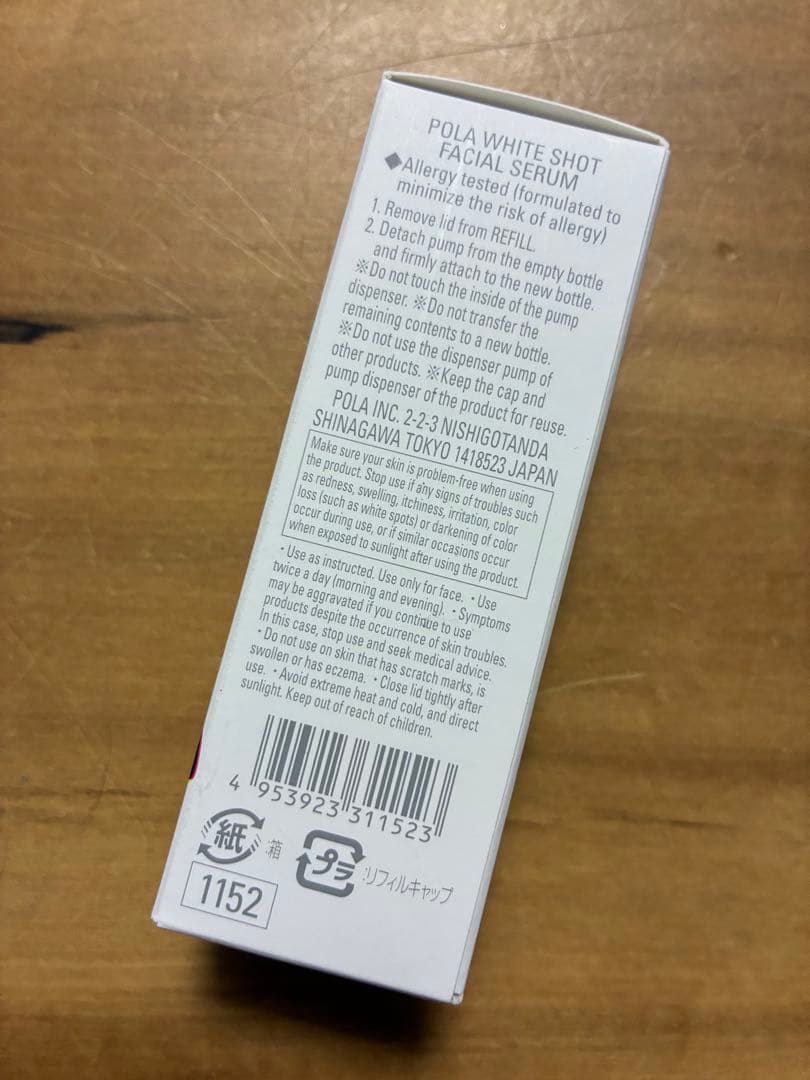 POLA WHITE SHOT
FACIAL SERUM
◆Allergy tested (formulated to
minimize the risk of allergy)
1. Remove lid from REFILL.
2. Detach pump from the empty bottle
and firmly attach to the new bottle.
※Do not touch the inside of the pump
dispenser. ※Do not transfer the
remaining contents to a new bottle.
※Do not use the dispenser pump of
other products. ※Keep the cap and
pump dispenser of the product for reuse.
POLA INC. 2-2-3 NISHIGOTANDA
SHINAGAWA TOKYO 1418523 JAPAN
Make sure your skin is problem-free when using
the product. Stop use if any signs of troubles such
as redness, swelling, itchiness, irritation, color
loss (such as white spots) or darkening of color
occur during use, or if similar occasions occur
when exposed to sunlight after using the product.
・Use as instructed. Use only for face. ・Use
twice a day (morning and evening). ・Symptoms
may be aggravated if you continue to use
products despite the occurrence of skin troubles.
In this case, stop use and seek medical advice.
・Do not use on skin that has scratch marks, is
swollen or has eczema. ・Close lid tightly after
use. ・Avoid extreme heat and cold, and direct
sunlight. Keep out of reach of children.
4 953923 311523
紙 :箱
プラ :リフィルキャップ
1152